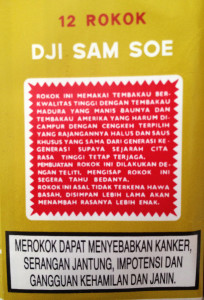 12 ROKOK
DJI SAM SOE
ROKOK INI MEMAKAI TEMBAKAU BER-
KWALITAS TINGGI DENGAN TEMBAKAU
MADURA YANG MANIS BAUNYA DAN
TEMBAKAU AMERIKA YANG HARUM DI-
CAMPUR DENGAN CENGKEH TERPILIH
YANG RAJANGANNYA HALUS DAN SAUS
KHUSUS YANG SAMA DARI GENERASI KE-
GENERASI SUPAYA SEJARAH CITA
RASA TINGGI TETAP TERJAGA.
PEMBUATAN ROKOK INI DILAKUKAN DE-
NGAN TELITI, MENGISAP ROKOK INI
SEGERA TAHU BEDANYA.
ROKOK INI ASAL TIDAK TERKENA HAWA
BASAH, DISIMPAN LEBIH LAMA AKAN
MENAMBAH RASANYA LEBIH ENAK.
MEROKOK DAPAT MENYEBABKAN KANKER,
SERANGAN JANTUNG, IMPOTENSI DAN
GANGGUAN KEHAMILAN DAN JANIN.